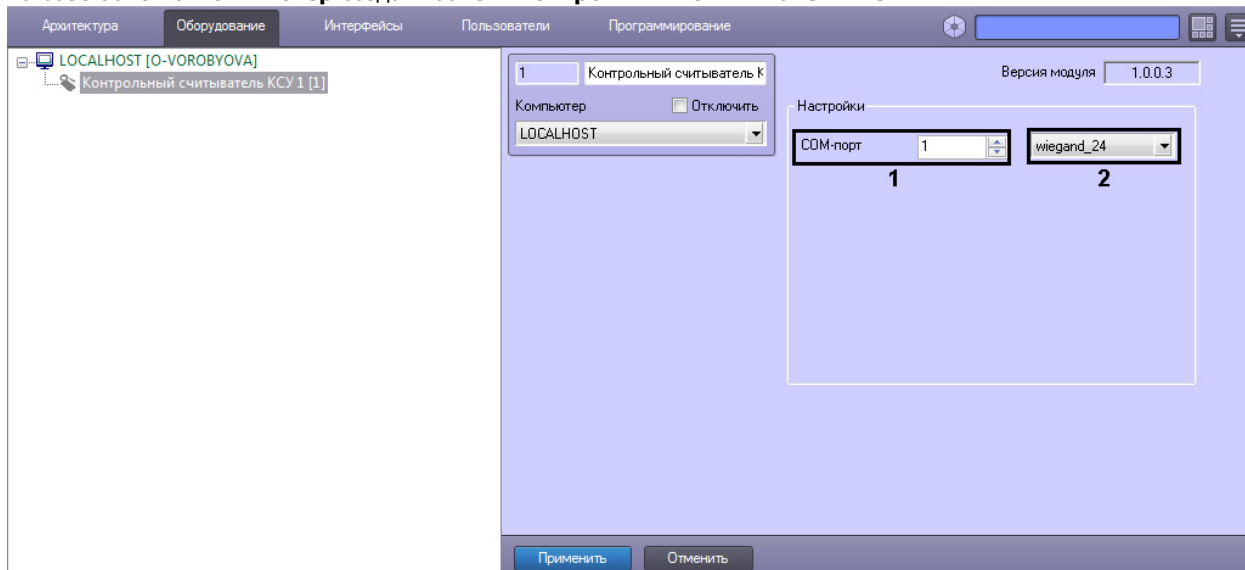 Архитектура Оборудование Интерфейсы Пользователи Программирование
LOCALHOST [O-VOROBYOVA]
Контрольный считыватель КСУ 1 [1]
1 Контрольный считыватель К
Компьютер Отключить
LOCALHOST
Версия модуля 1.0.0.3
Настройки
COM-порт 1 wiegand_24
1 2
Применить Отменить